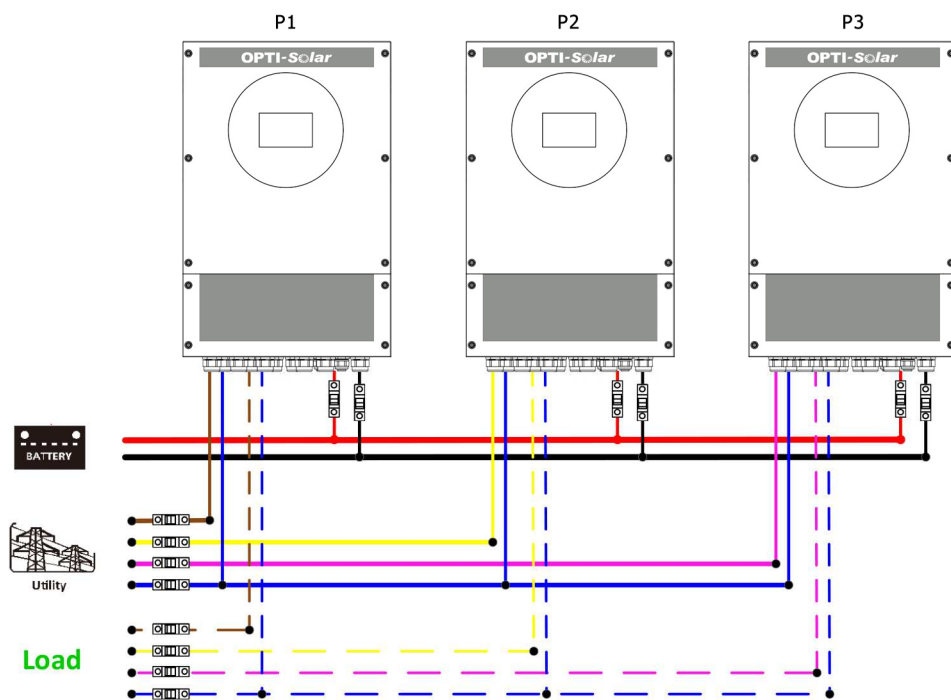 P1
P2
P3
OPTI-Solar
OPTI-Solar
OPTI-Solar
BATTERY
Utility
Load